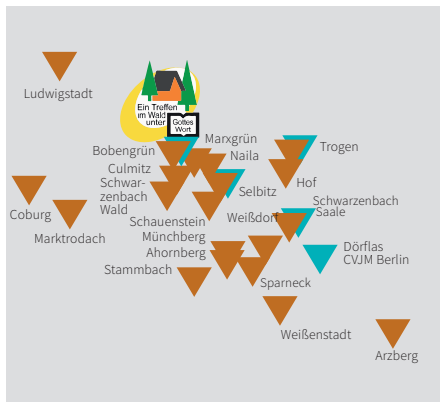 Ludwigstadt
Ein Treffen
im Wald
unter
Gottes
Wort
Marxgrün
Bobengrün
Naila
Trogen
Culmitz
Schwar-
zenbach
Wald
Hof
Selbitz
Coburg
Marktrodach
Schwarzenbach
Saale
Schauenstein
Weißdorf
Münchberg
Ahornberg
Dörflas
CVJM Berlin
Stammbach
Sparneck
Weißenstadt
Arzberg